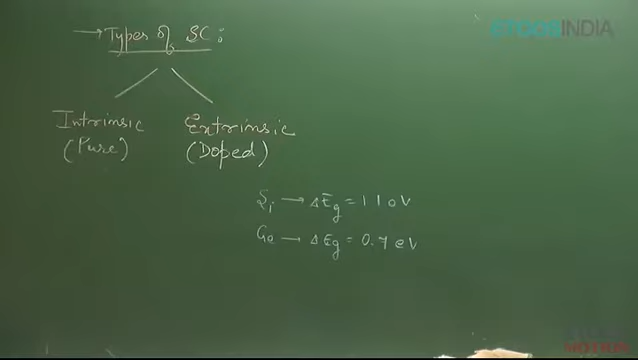 ETOOSINDIA
→ Types of SC:
Intrinsic Extrinsic
(Pure) (Doped)
Si → ΔEg = 1.1 eV
Ge → ΔEg = 0.7 eV